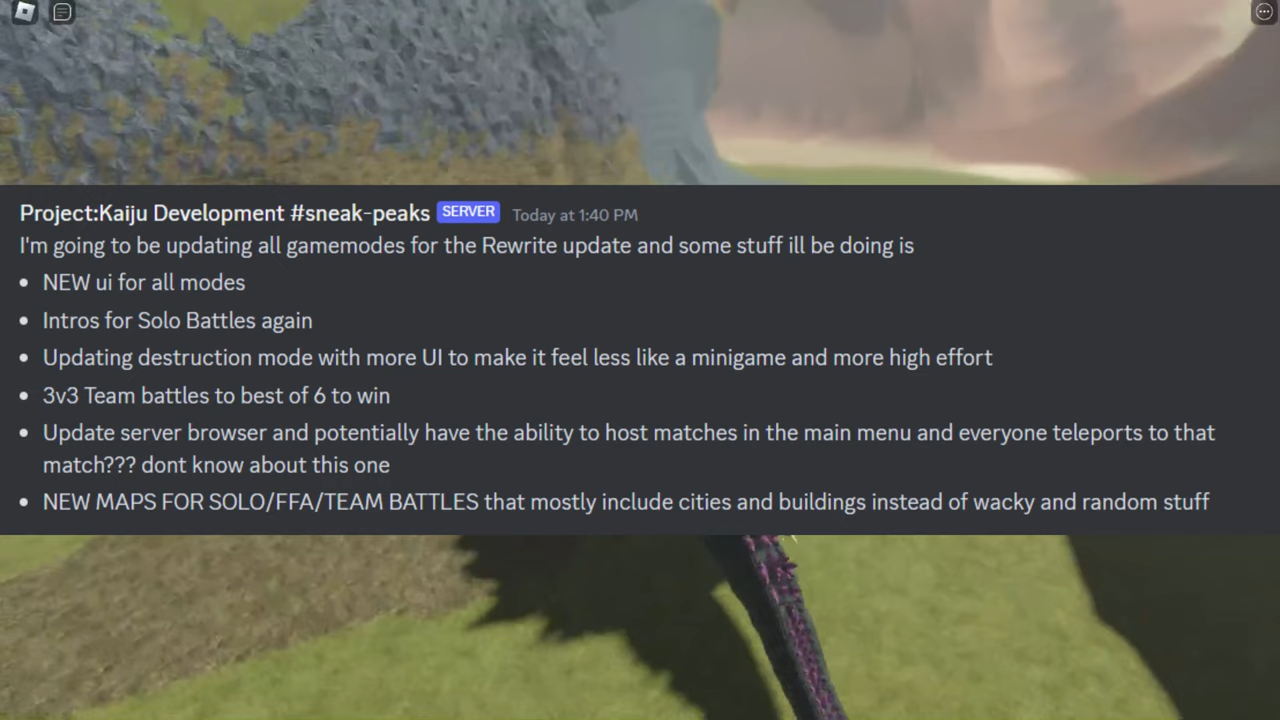 Project:Kaiju Development #sneak-peaks SERVER Today at 1:40 PM
I'm going to be updating all gamemodes for the Rewrite update and some stuff ill be doing is
• NEW ui for all modes
• Intros for Solo Battles again
• Updating destruction mode with more UI to make it feel less like a minigame and more high effort
• 3v3 Team battles to best of 6 to win
• Update server browser and potentially have the ability to host matches in the main menu and everyone teleports to that
match??? dont know about this one
• NEW MAPS FOR SOLO/FFA/TEAM BATTLES that mostly include cities and buildings instead of wacky and random stuff